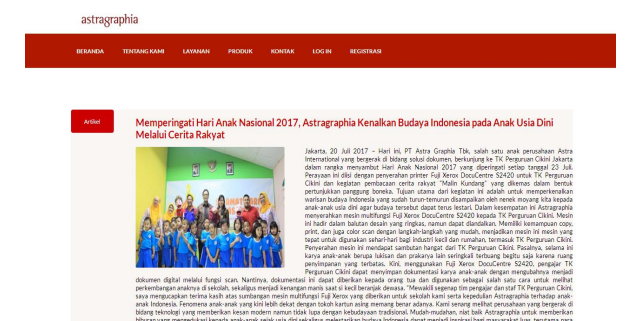 astragraphia
BERANDA TENTANG KAMI LAYANAN PRODUK KONTAK LOG IN REGISTRASI
Artikel
Memperingati Hari Anak Nasional 2017, Astragraphia Kenalkan Budaya Indonesia pada Anak Usia Dini
Melalui Cerita Rakyat
Jakarta, 20 Juli 2017 – Hari ini, PT Astra Graphia Tbk, salah satu anak perusahaan Astra
International yang bergerak di bidang solusi dokumen, berkunjung ke TK Perguruan Cikini Jakarta
dalam rangka menyambut Hari Anak Nasional 2017 yang diperingati setiap tanggal 23 Juli.
Perayaan ini diisi dengan penyerahan printer Fuji Xerox DocuCentre S2420 untuk TK Perguruan
Cikini dan kegiatan pembacaan cerita rakyat "Malin Kundang" yang dikemas dalam bentuk
pertunjukkan panggung boneka. Tujuan utama dari kegiatan ini adalah untuk memperkenalkan
warisan budaya Indonesia yang sudah turun-temurun disampaikan oleh nenek moyang kita kepada
anak-anak usia dini agar budaya tersebut dapat terus lestari. Dalam kesempatan ini Astragraphia
menyerahkan mesin multifungsi Fuji Xerox DocuCentre S2420 kepada TK Perguruan Cikini. Mesin
ini hadir dalam balutan desain yang ringkas, namun dapat diandalkan. Memiliki kemampuan copy,
print, dan juga color scan dengan langkah-langkah yang mudah, menjadikan mesin ini mesin yang
tepat untuk digunakan sehari-hari bagi industri kecil dan rumahan, termasuk TK Perguruan Cikini.
Penyerahan mesin ini mendapat sambutan hangat dari TK Perguruan Cikini. Pasalnya, selama ini
karya anak-anak berupa lukisan dan prakarya lain seringkali terbuang begitu saja karena ruang
penyimpanan yang terbatas. Kini, menggunakan Fuji Xerox DocuCentre S2420, pengajar TK
Perguruan Cikini dapat menyimpan dokumentasi karya anak-anak dengan mengubahnya menjadi
dokumen digital melalui fungsi scan. Nantinya, dokumentasi ini dapat diberikan kepada orang tua dan digunakan sebagai salah satu cara untuk melihat
perkembangan anaknya di sekolah, sekaligus menjadi kenangan manis saat si kecil beranjak dewasa. "Mewakili segenap tim pengajar dan staf TK Perguruan Cikini,
saya mengucapkan terima kasih atas sumbangan mesin multifungsi Fuji Xerox yang diberikan untuk sekolah kami serta kepedulian Astragraphia terhadap anak-
anak Indonesia. Fenomena anak-anak yang kini lebih dekat dengan tokoh kartun asing memang benar adanya. Kami senang melihat perusahaan yang bergerak di
bidang teknologi yang memberikan kesan modern namun tidak lupa dengan kebudayaan tradisional. Mudah-mudahan, niat baik Astragraphia untuk memberikan